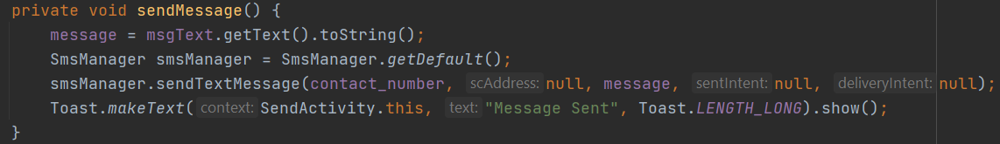 private void sendMessage() {
message = msgText.getText().toString();
SmsManager smsManager = SmsManager.getDefault();
smsManager.sendTextMessage(contact_number, scAddress: null, message, sentIntent: null, deliveryIntent: null);
Toast.makeText( context: SendActivity.this, text: "Message Sent", Toast.LENGTH_LONG).show();
}